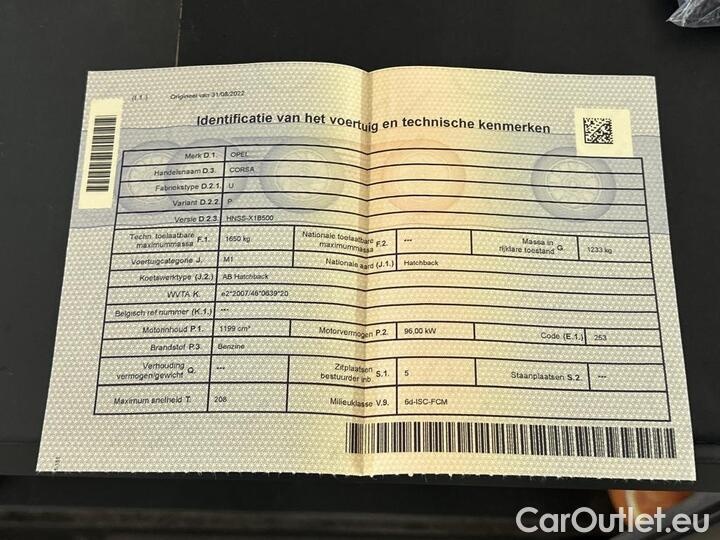 (I.1.) Origineel van 31/08/2022
Identificatie van het voertuig en technische kenmerken
Merk D.1. OPEL
Handelsnaam D.3. CORSA
Fabriekstype D.2.1. U
Variant D.2.2. P
Versie D.2.3. HNSS-X1B500
Techn. toelaatbare maximummassa F.1. 1650 kg Nationale toelaatbare maximummassa F.2. *** Massa in rijklare toestand G. 1233 kg
Voertuigcategorie J. M1 Nationale aard (J.1.) Hatchback
Koetswerktype (J.2.) AB Hatchback
WVTA K. e2*2007/46*0639*20
Belgisch ref nummer (K.1.) ***
Motorinhoud P.1. 1199 cm³ Motorvermogen P.2. 96,00 kW Code (E.1.) 253
Brandstof P.3. Benzine
Verhouding vermogen/gewicht Q. *** Zitplaatsen bestuurder inb. S.1. 5 Staanplaatsen S.2. ***
Maximum snelheid T. 208 Milieuklasse V.9. 6d-ISC-FCM
CarOutlet.eu